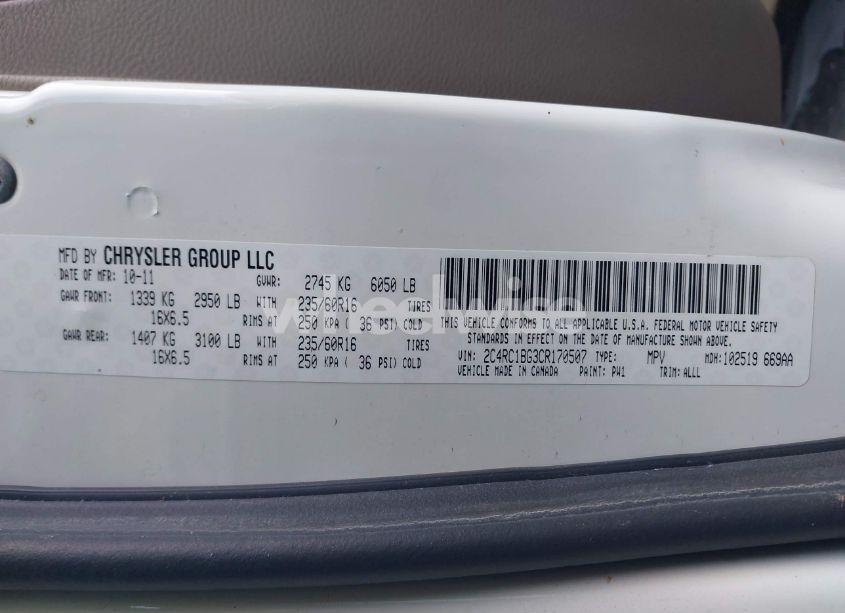 MFD BY CHRYSLER GROUP LLC
DATE OF MFR: 10-11 GVWR: 2745 KG 6050 LB
GAWR FRONT: 1339 KG 2950 LB WITH 235/60R16 TIRES
16X6.5 RIMS AT 250 KPA ( 36 PSI) COLD
GAWR REAR: 1407 KG 3100 LB WITH 235/60R16 TIRES
16X6.5 RIMS AT 250 KPA ( 36 PSI) COLD
THIS VEHICLE CONFORMS TO ALL APPLICABLE U.S.A. FEDERAL MOTOR VEHICLE SAFETY
STANDARDS IN EFFECT ON THE DATE OF MANUFACTURE SHOWN ABOVE.
VIN: 2C4RC1BG3CR170507 TYPE: MPV MDH: 102519 669AA
VEHICLE MADE IN CANADA PAINT: PW1 TRIM: ALLL
wheelwise